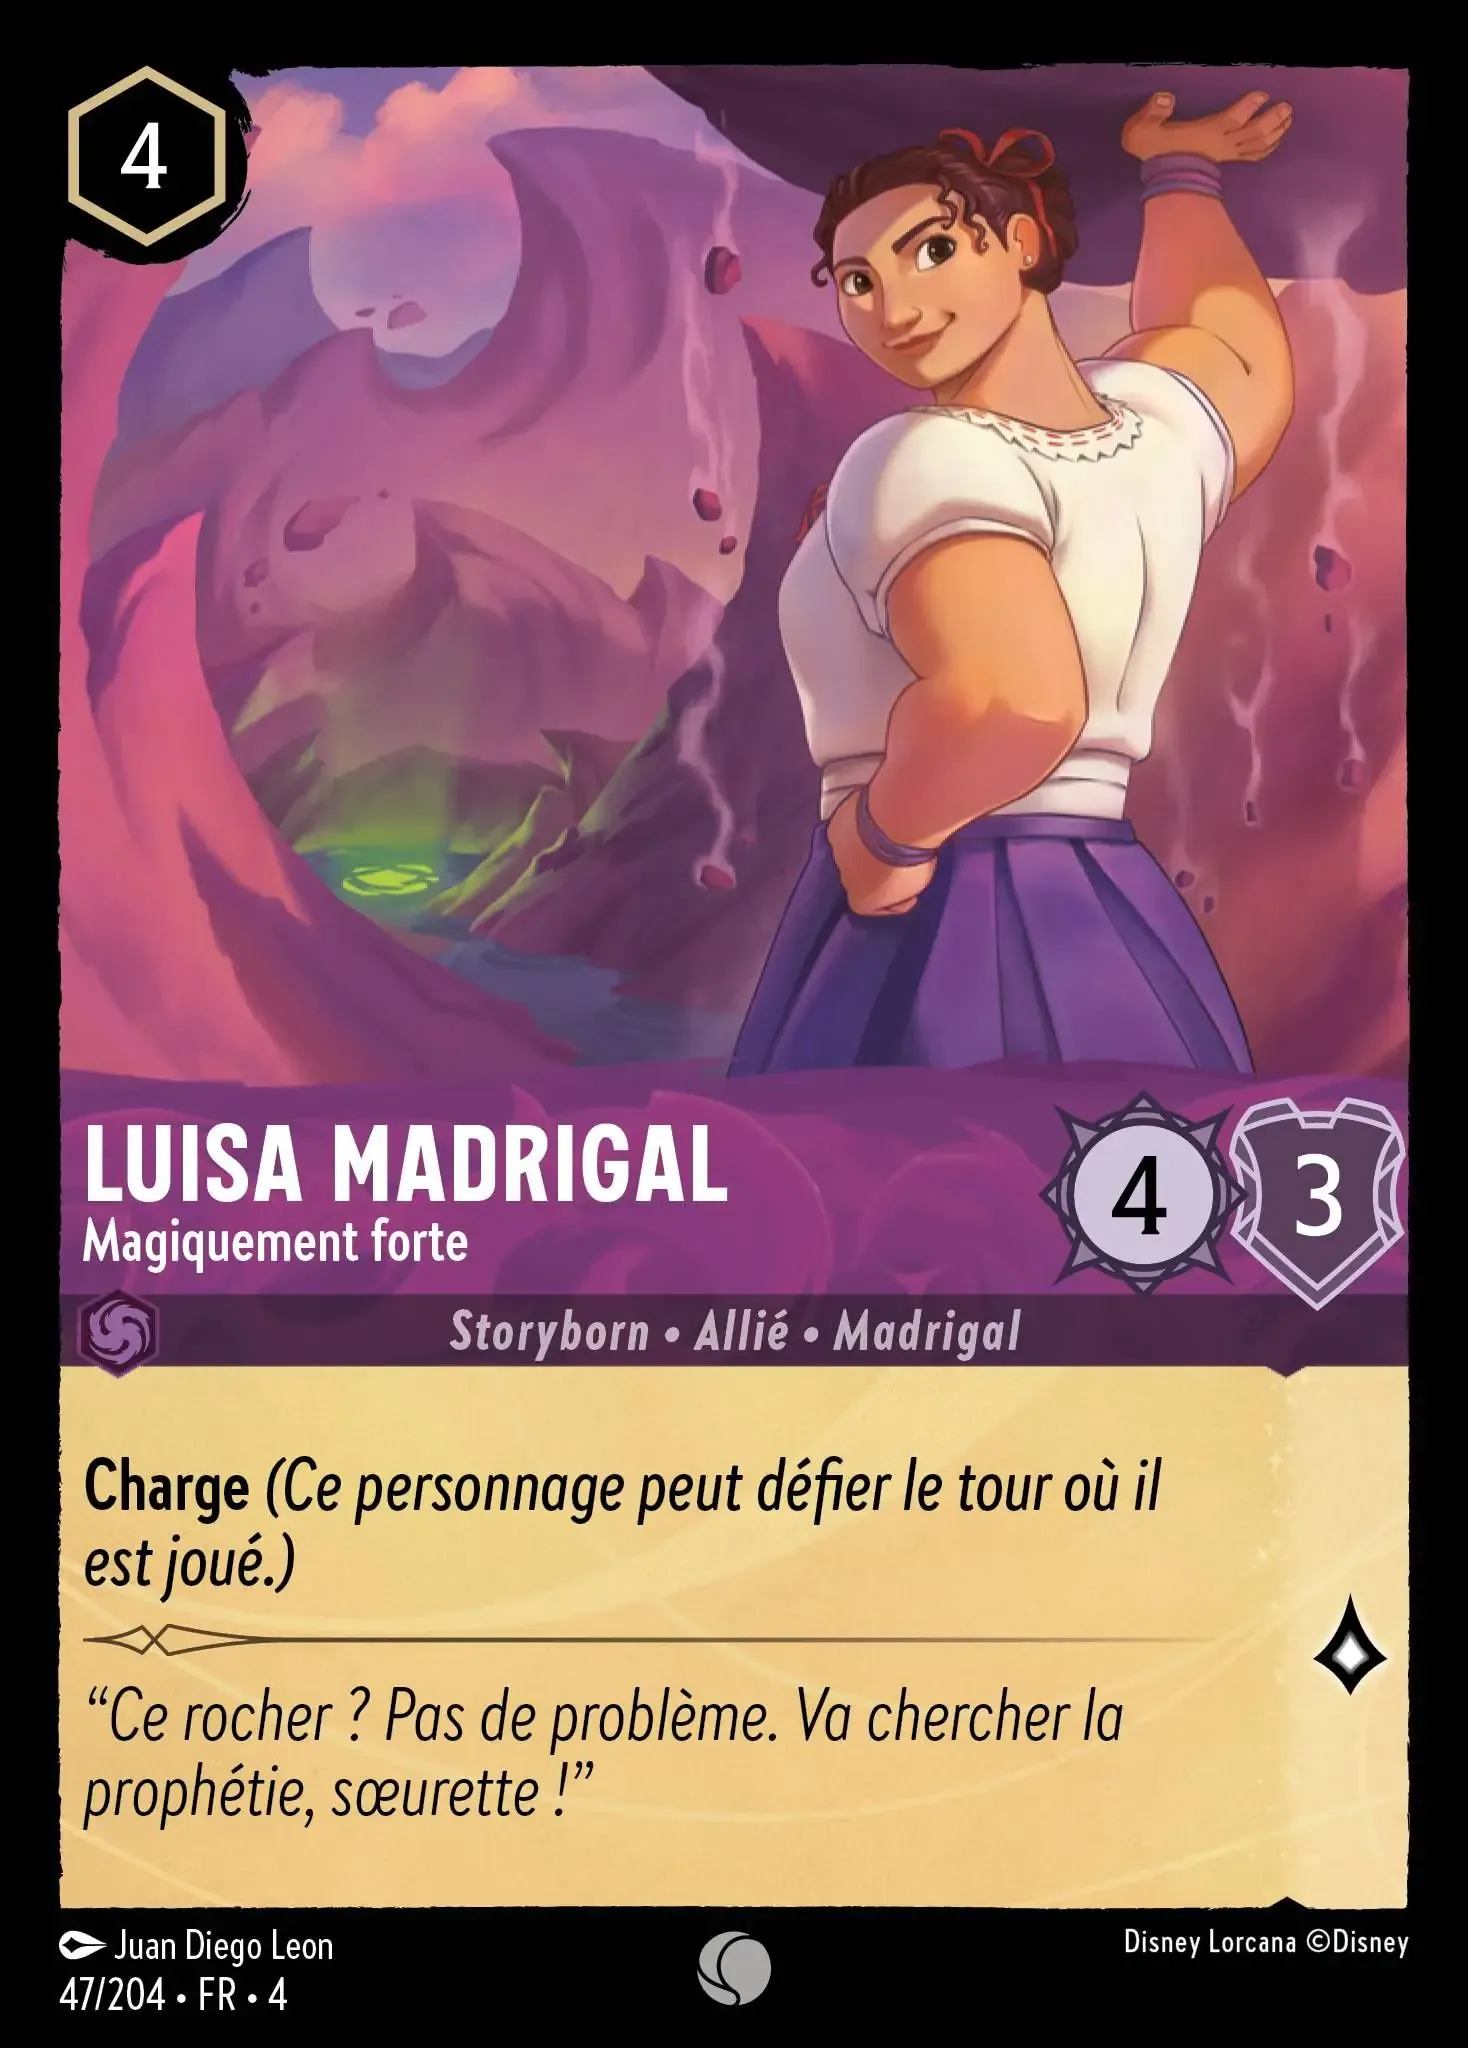 4
LUISA MADRIGAL
Magiquement forte
4
3
Storyborn • Allié • Madrigal
Charge (Ce personnage peut défier le tour où il
est joué.)
“Ce rocher ? Pas de problème. Va chercher la
prophétie, sœurette !”
Juan Diego Leon
Disney Lorcana ©Disney
47/204 • FR • 4